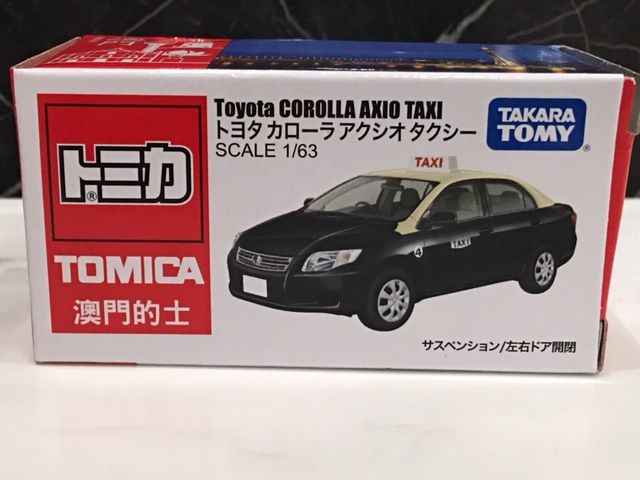 Toyota COROLLA AXIO TAXI
トヨタ カローラ アクシオ タクシー
SCALE 1/63
TAKARA
TOMY
トミカ
®
TOMICA
澳門的士
TAXI
4
TAXI
サスペンション/左右ドア開閉